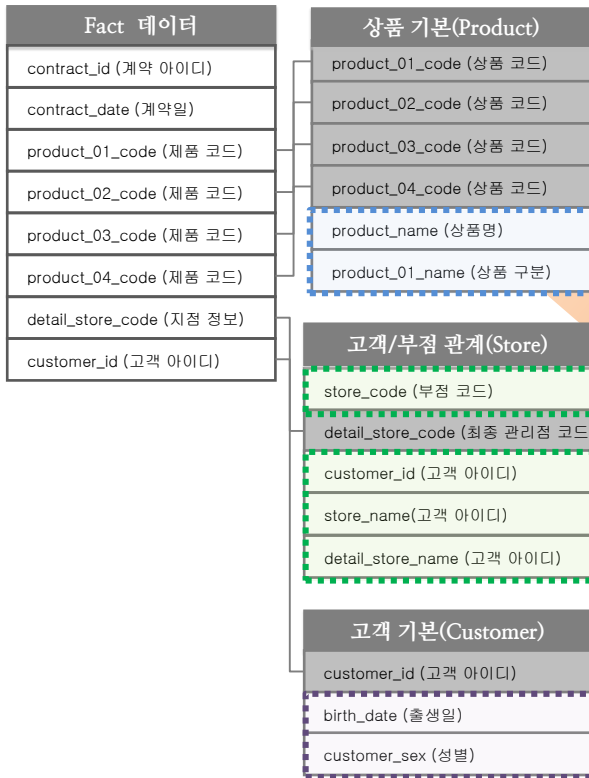 Fact 데이터
contract_id (계약 아이디)
contract_date (계약일)
product_01_code (제품 코드)
product_02_code (제품 코드)
product_03_code (제품 코드)
product_04_code (제품 코드)
detail_store_code (지점 정보)
customer_id (고객 아이디)
상품 기본(Product)
product_01_code (상품 코드)
product_02_code (상품 코드)
product_03_code (상품 코드)
product_04_code (상품 코드)
product_name (상품명)
product_01_name (상품 구분)
고객/부점 관계(Store)
store_code (부점 코드)
detail_store_code (최종 관리점 코드
customer_id (고객 아이디)
store_name(고객 아이디)
detail_store_name (고객 아이디)
고객 기본(Customer)
customer_id (고객 아이디)
birth_date (출생일)
customer_sex (성별)